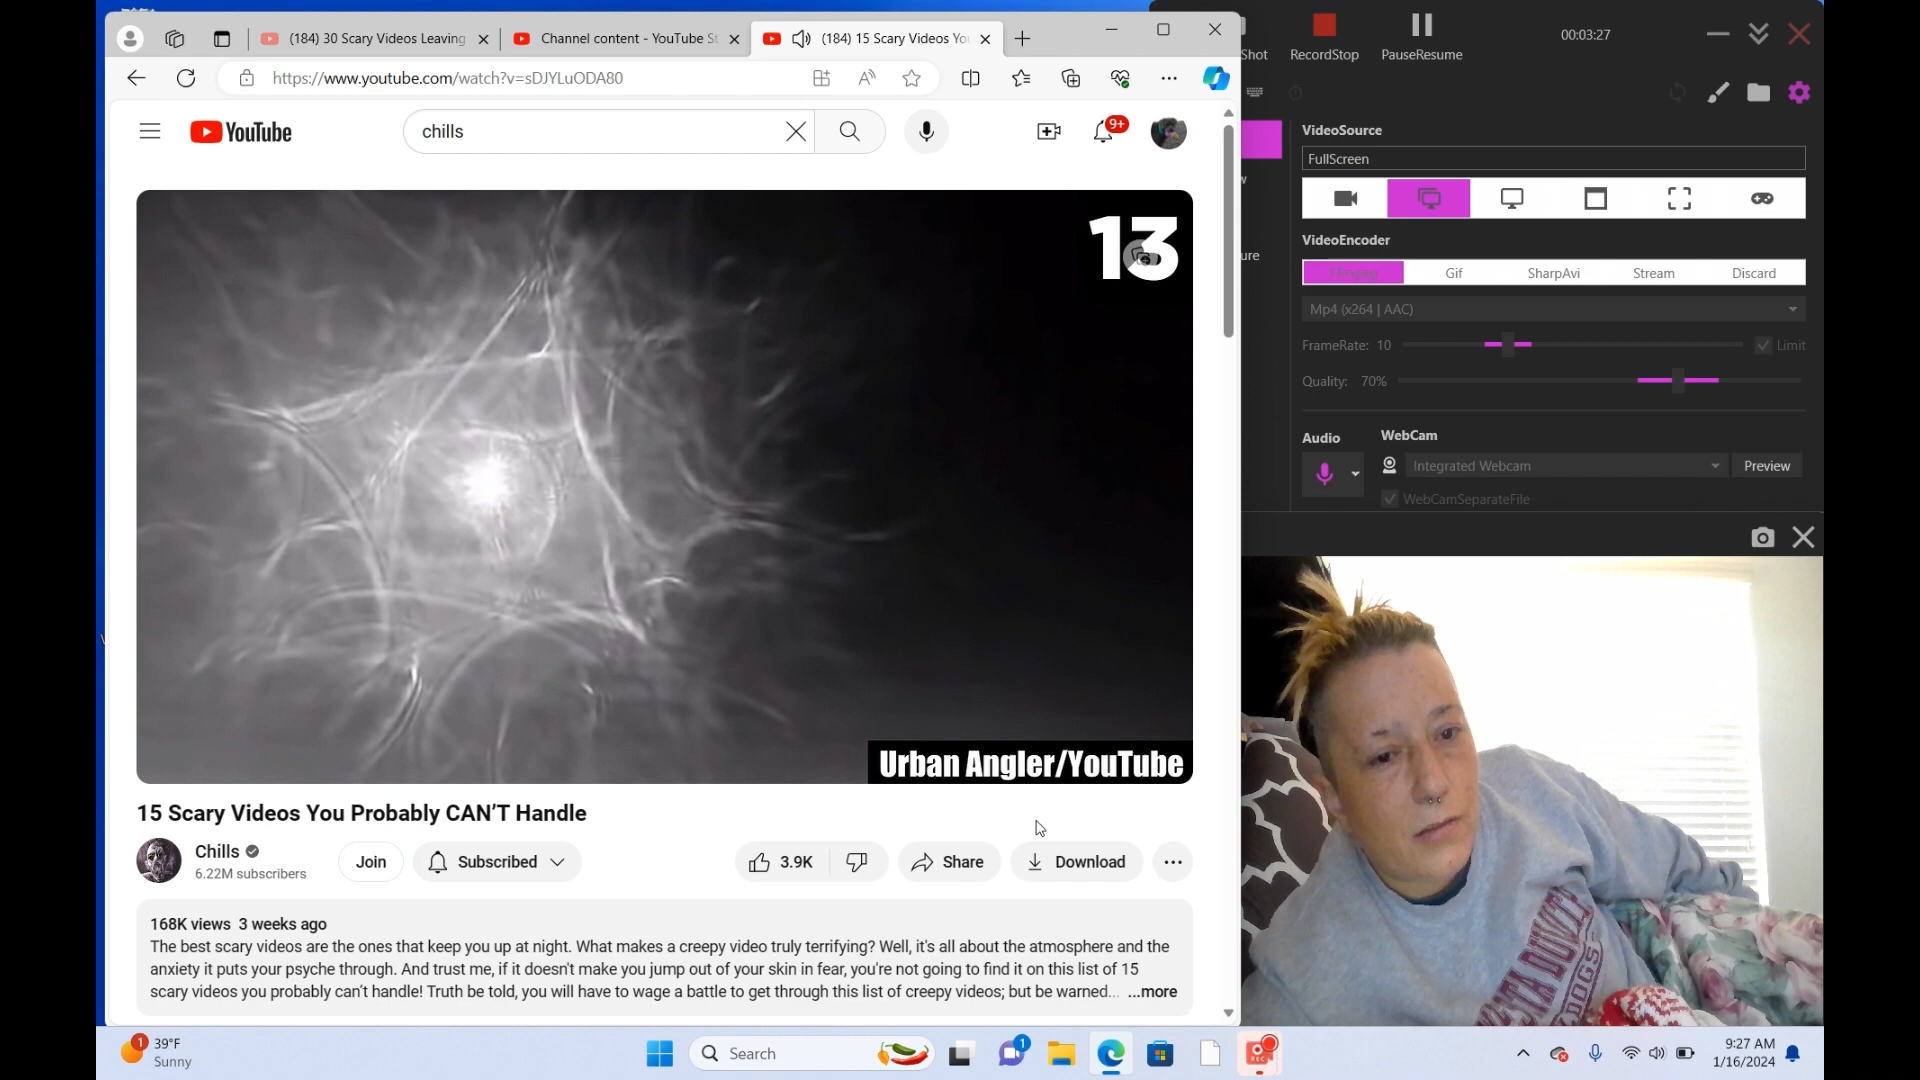 (184) 30 Scary Videos Leaving
Channel content - YouTube St
(184) 15 Scary Videos You
https://www.youtube.com/watch?v=sDJYLuODA80
YouTube
chills
9+
13
Urban Angler/YouTube
15 Scary Videos You Probably CAN'T Handle
Chills
6.22M subscribers
Join
Subscribed
3.9K
Share
Download
168K views 3 weeks ago
The best scary videos are the ones that keep you up at night. What makes a creepy video truly terrifying? Well, it's all about the atmosphere and the
anxiety it puts your psyche through. And trust me, if it doesn't make you jump out of your skin in fear, you're not going to find it on this list of 15
scary videos you probably can't handle! Truth be told, you will have to wage a battle to get through this list of creepy videos; but be warned... ...more
Shot
RecordStop
PauseResume
00:03:27
w
ure
VideoSource
FullScreen
VideoEncoder
FFmpeg
Gif
SharpAvi
Stream
Discard
Mp4 (x264 | AAC)
FrameRate: 10
Limit
Quality: 70%
Audio
WebCam
Integrated Webcam
Preview
WebCamSeparateFile
1
39°F
Sunny
Search
1
REC
9:27 AM
1/16/2024